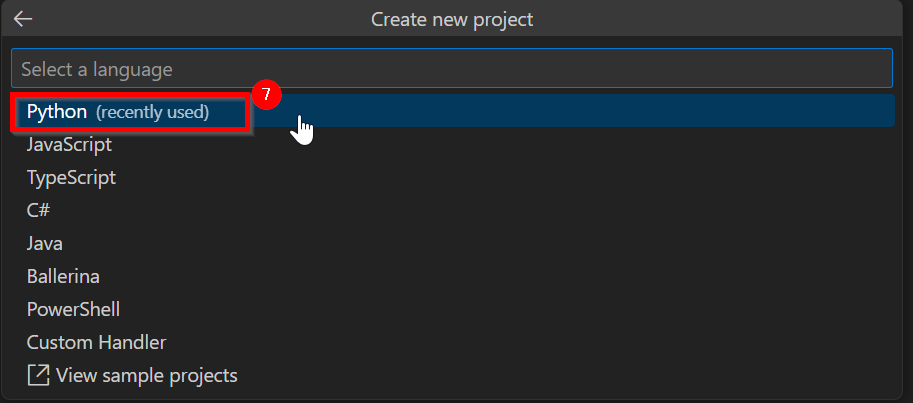 Create new project
Select a language
Python (recently used)
7
JavaScript
TypeScript
C#
Java
Ballerina
PowerShell
Custom Handler
View sample projects